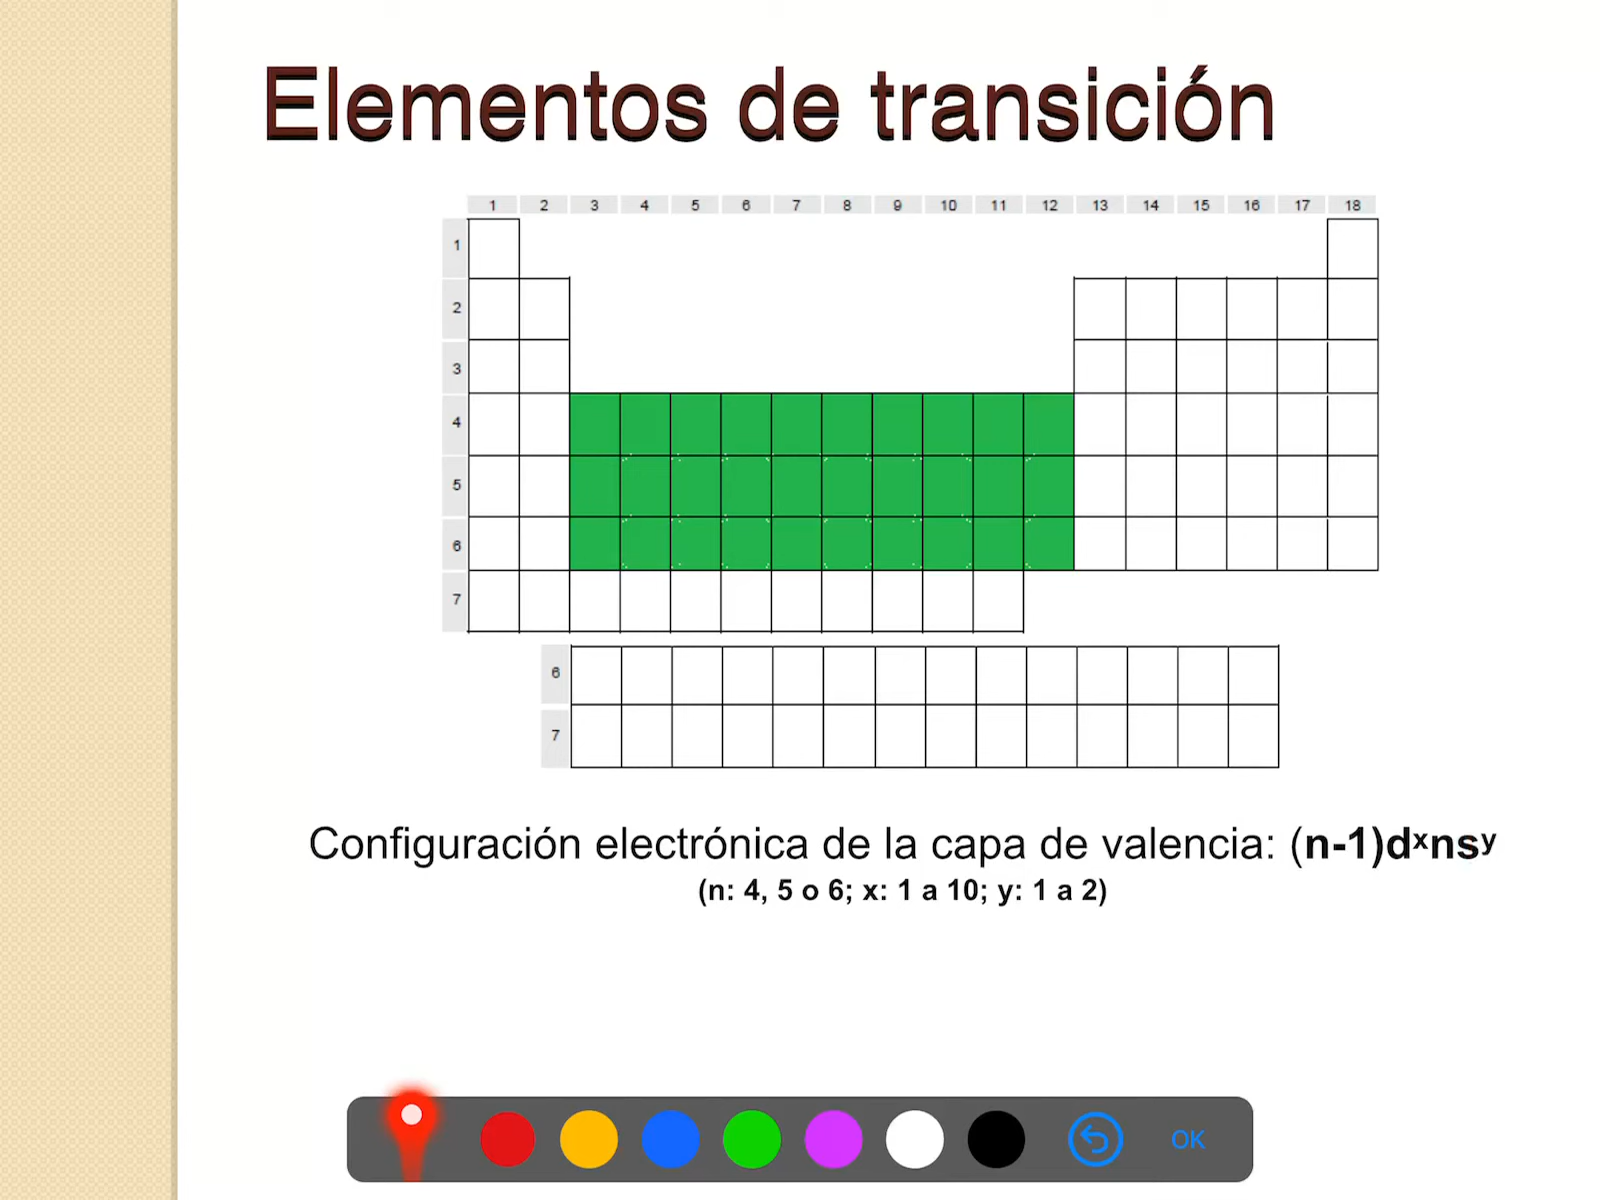 Elementos de transición
1 2 3 4 5 6 7 8 9 10 11 12 13 14 15 16 17 18
1
2
3
4
5
6
7
6
7
Configuración electrónica de la capa de valencia: (n-1)dˣnsʸ
(n: 4, 5 o 6; x: 1 a 10; y: 1 a 2)
OK